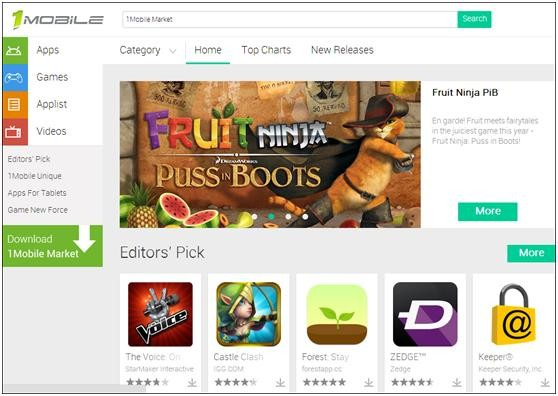 1MOBILE
1Mobile Market
Search
Apps
Games
Applist
Videos
Editors' Pick
1Mobile Unique
Apps For Tablets
Game New Force
Download
1Mobile Market
Category
Home
Top Charts
New Releases
FRUIT NINJA
DREAMWORKS
PUSS IN BOOTS
Fruit Ninja PiB
En garde! Fruit meets fairytales
in the juiciest game this year -
Fruit Ninja: Puss in Boots!
More
Editors' Pick
More
The Voice
The Voice: On
StarMaker Interactive
Castle Clash
IGG.COM
Forest: Stay
forestapp.cc
ZEDGE™
Zedge
@
Keeper®
Keeper Security, Inc.